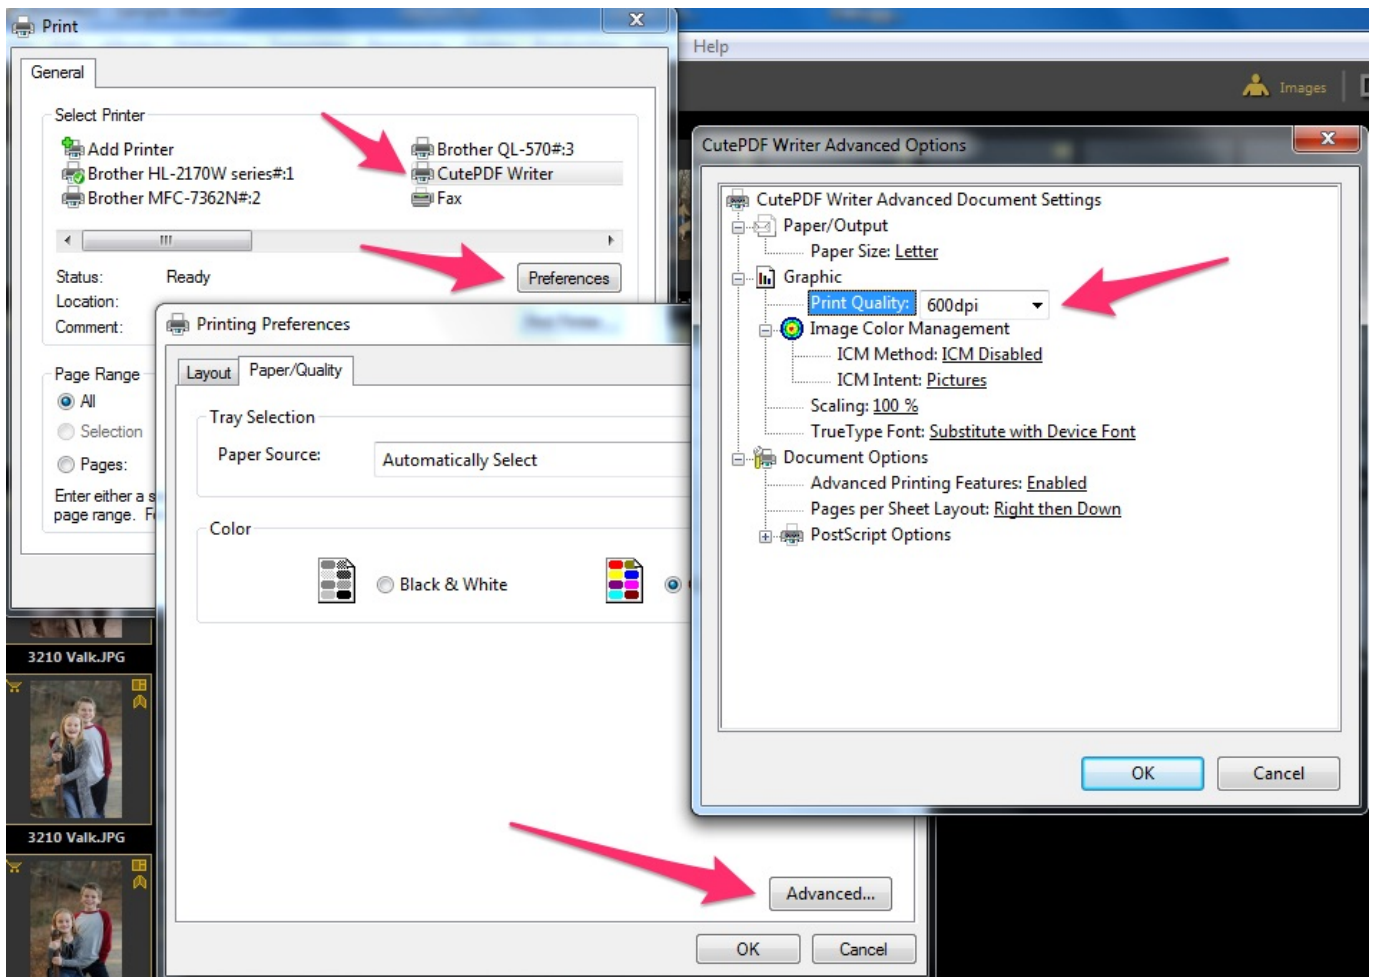 Print
General
Select Printer
Add Printer
Brother HL-2170W series#:1
Brother MFC-7362N#:2
Brother QL-570#:3
CutePDF Writer
Fax
Status: Ready
Preferences
Location:
Comment:
Page Range
All
Selection
Pages:
Enter either a s
page range. F
Printing Preferences
Layout
Paper/Quality
Tray Selection
Paper Source: Automatically Select
Color
Black & White
Advanced...
OK Cancel
Help
Images
CutePDF Writer Advanced Options
CutePDF Writer Advanced Document Settings
Paper/Output
Paper Size: Letter
Graphic
Print Quality: 600dpi
Image Color Management
ICM Method: ICM Disabled
ICM Intent: Pictures
Scaling: 100 %
TrueType Font: Substitute with Device Font
Document Options
Advanced Printing Features: Enabled
Pages per Sheet Layout: Right then Down
PostScript Options
OK Cancel
3210 Valk.JPG
3210 Valk.JPG